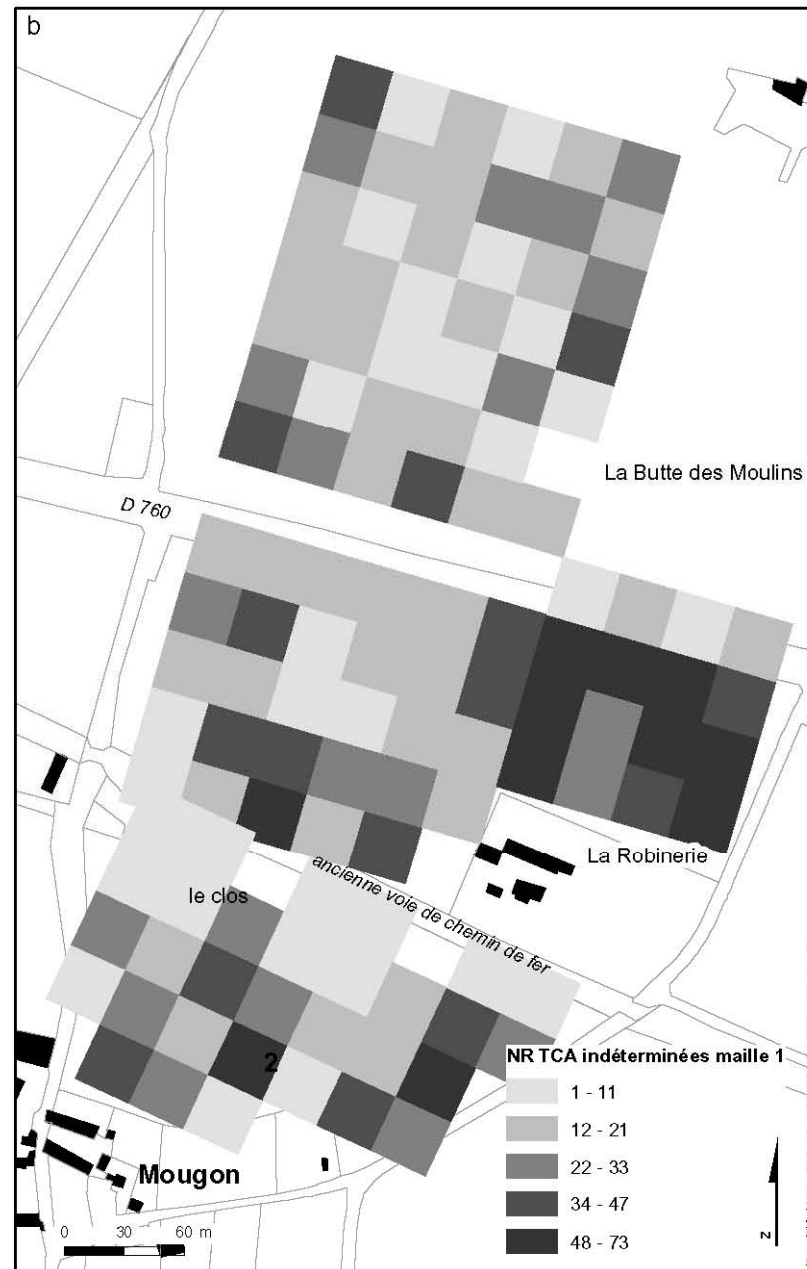 b
La Butte des Moulins
D 760
La Robinerie
ancienne voie de chemin de fer
le clos
2
NR TCA indéterminées maille 1
1 - 11
12 - 21
22 - 33
34 - 47
48 - 73
Mougon
0 30 60 m
N